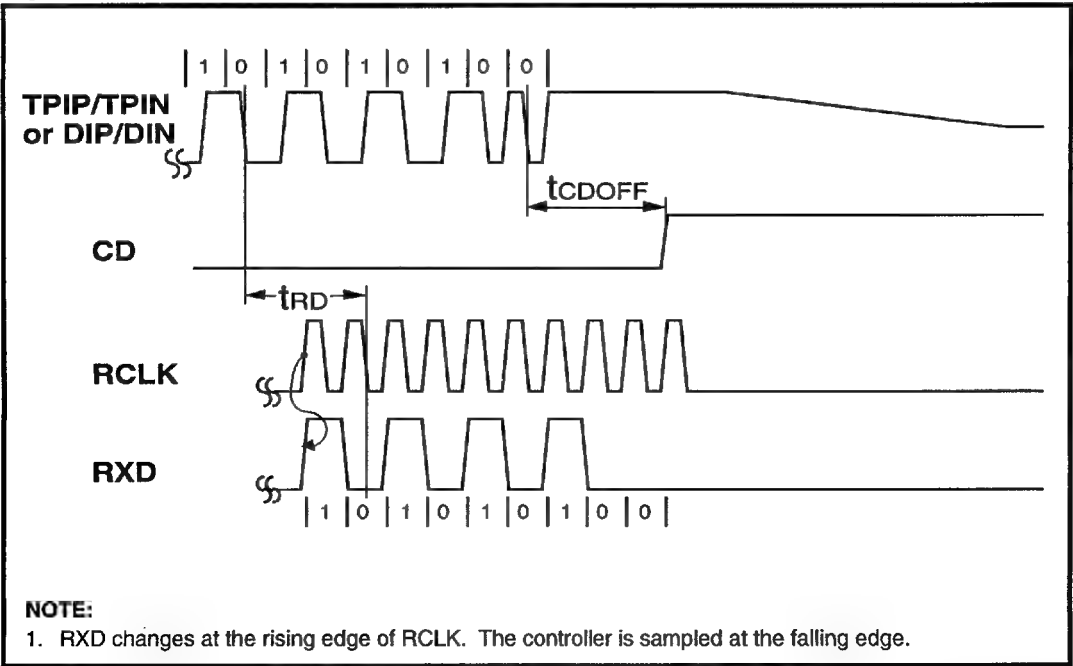 | 1 | 0 | 1 | 0 | 1 | 0 | 1 | 0 | 0 |
TPIP/TPIN
or DIP/DIN
tCDOFF
CD
tRD
RCLK
RXD
| 1 | 0 | 1 | 0 | 1 | 0 | 1 | 0 | 0 |
NOTE:
1. RXD changes at the rising edge of RCLK. The controller is sampled at the falling edge.